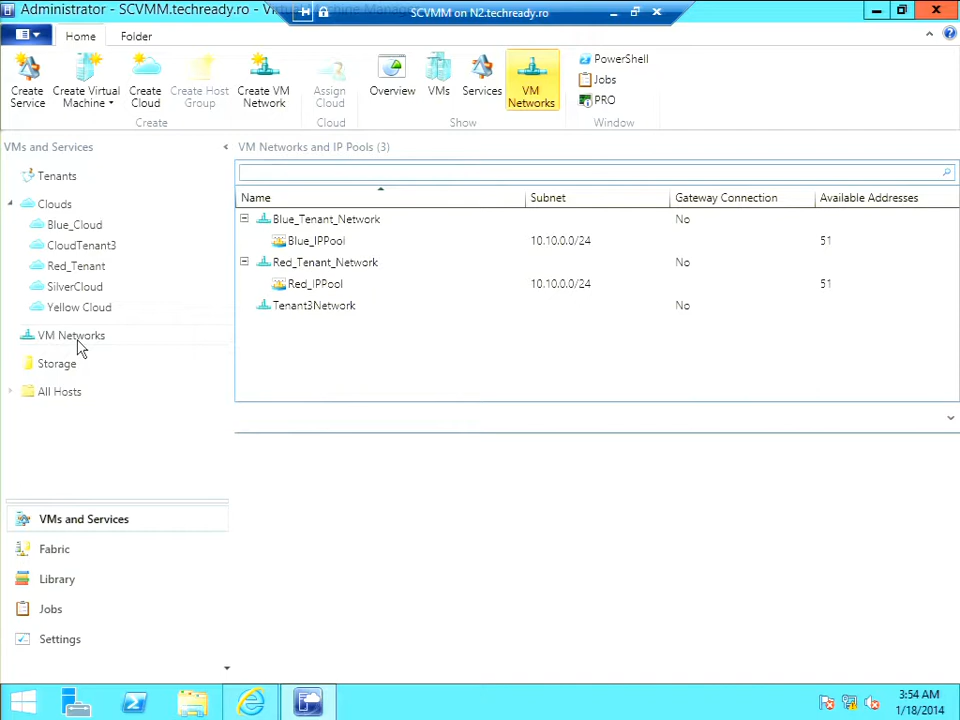 Administrator - SCVMM.techready.ro - Vi
SCVMM on N2.techready.ro
Home Folder
Create Service
Create Virtual Machine
Create Cloud
Create Host Group
Create VM Network
Assign Cloud
Overview
VMs
Services
VM Networks
PowerShell
Jobs
PRO
Create Cloud Show Window
VMs and Services
Tenants
Clouds
Blue_Cloud
CloudTenant3
Red_Tenant
SilverCloud
Yellow Cloud
VM Networks
Storage
All Hosts
VM Networks and IP Pools (3)
Name Subnet Gateway Connection Available Addresses
Blue_Tenant_Network No
Blue_IPPool 10.10.0.0/24 51
Red_Tenant_Network No
Red_IPPool 10.10.0.0/24 51
Tenant3Network No
VMs and Services
Fabric
Library
Jobs
Settings
3:54 AM
1/18/2014